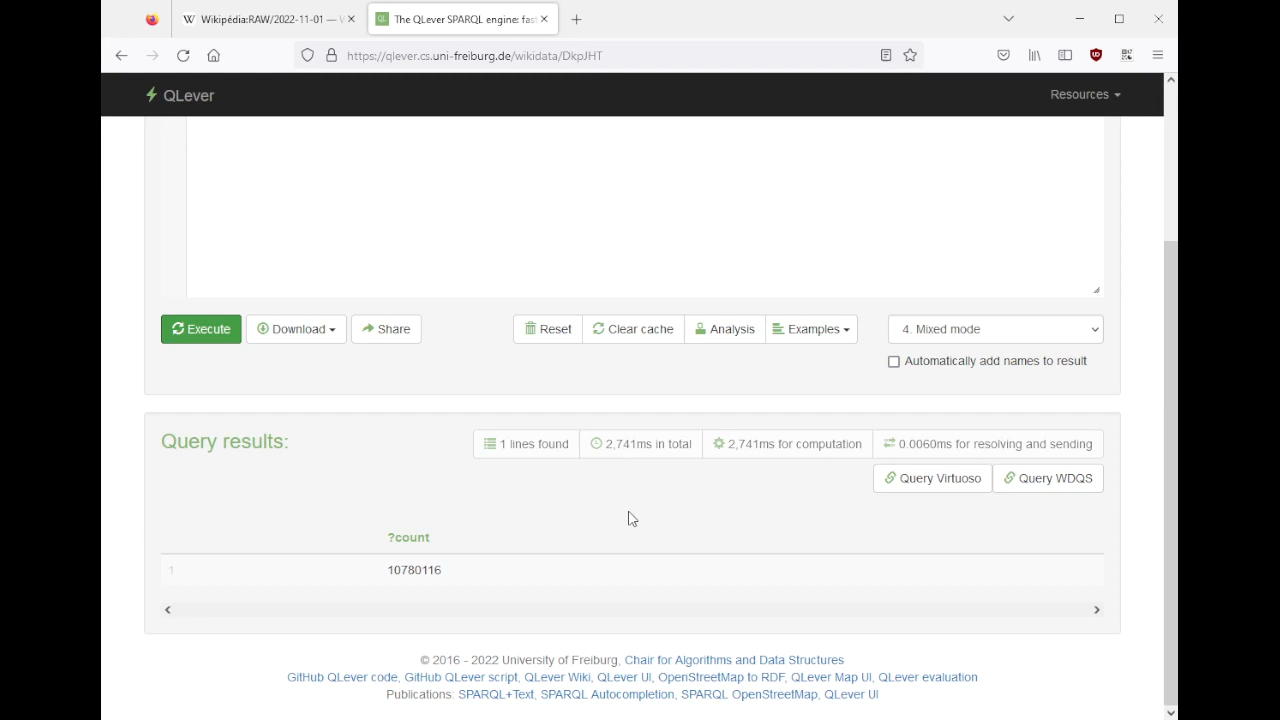 Wikipédia:RAW/2022-11-01 — W
The QLever SPARQL engine: fast
https://qlever.cs.uni-freiburg.de/wikidata/DkpJHT
QLever
Resources
Execute
Download
Share
Reset
Clear cache
Analysis
Examples
4. Mixed mode
Automatically add names to result
Query results:
1 lines found
2,741ms in total
2,741ms for computation
0.0060ms for resolving and sending
Query Virtuoso
Query WDQS
?count
1
10780116
© 2016 - 2022 University of Freiburg, Chair for Algorithms and Data Structures
GitHub QLever code, GitHub QLever script, QLever Wiki, QLever UI, OpenStreetMap to RDF, QLever Map UI, QLever evaluation
Publications: SPARQL+Text, SPARQL Autocompletion, SPARQL OpenStreetMap, QLever UI